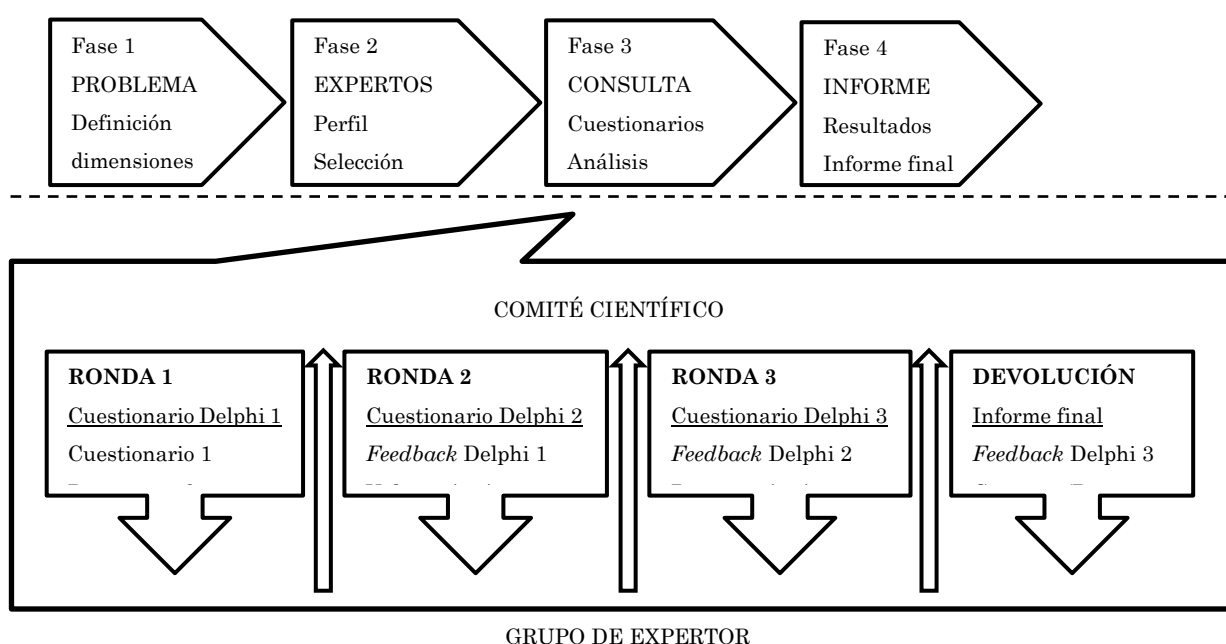 Fase 1
PROBLEMA
Definición
dimensiones
Fase 2
EXPERTOS
Perfil
Selección
Fase 3
CONSULTA
Cuestionarios
Análisis
Fase 4
INFORME
Resultados
Informe final
COMITÉ CIENTÍFICO
RONDA 1
Cuestionario Delphi 1
Cuestionario 1
RONDA 2
Cuestionario Delphi 2
Feedback Delphi 1
RONDA 3
Cuestionario Delphi 3
Feedback Delphi 2
DEVOLUCIÓN
Informe final
Feedback Delphi 3
GRUPO DE EXPERTOR